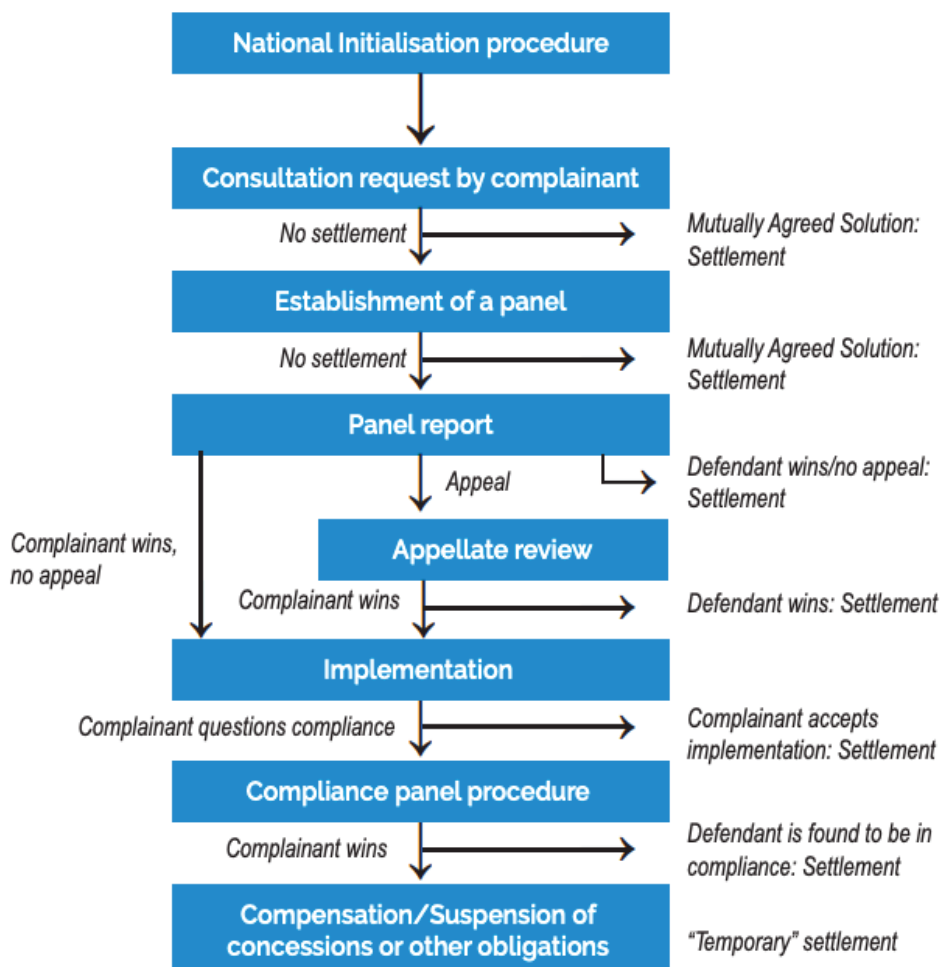 National Initialisation procedure
Consultation request by complainant
No settlement
Mutually Agreed Solution:
Settlement
Establishment of a panel
No settlement
Mutually Agreed Solution:
Settlement
Panel report
Appeal
Defendant wins/no appeal:
Settlement
Complainant wins,
no appeal
Appellate review
Complainant wins
Defendant wins: Settlement
Implementation
Complainant questions compliance
Complainant accepts
implementation: Settlement
Compliance panel procedure
Complainant wins
Defendant is found to be in
compliance: Settlement
Compensation/Suspension of
concessions or other obligations
“Temporary” settlement